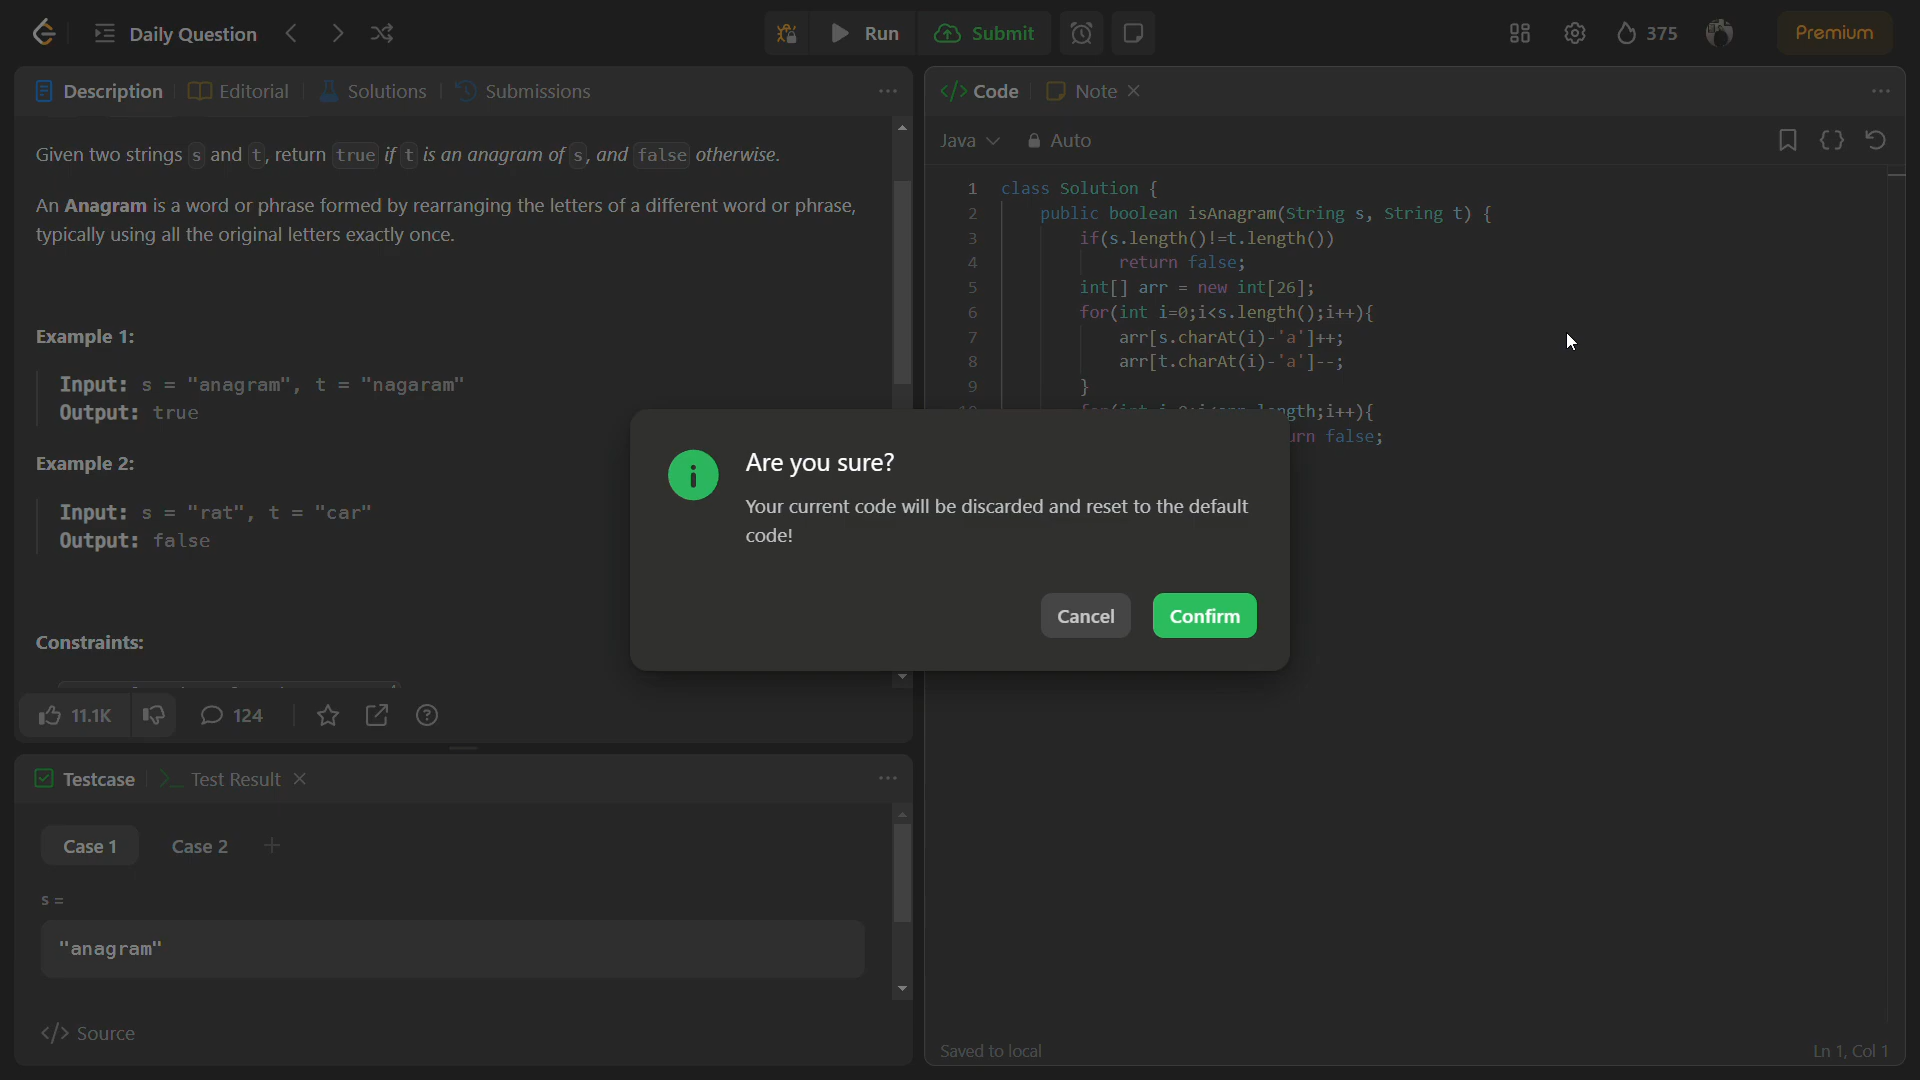 Daily Question
Run
Submit
375
Premium
Description
Editorial
Solutions
Submissions
Given two strings s and t, return true if t is an anagram of s, and false otherwise.
An Anagram is a word or phrase formed by rearranging the letters of a different word or phrase,
typically using all the original letters exactly once.
Example 1:
Input: s = "anagram", t = "nagaram"
Output: true
Example 2:
Input: s = "rat", t = "car"
Output: false
Constraints:
11.1K
124
Testcase
Test Result
Case 1
Case 2
s =
"anagram"
</> Source
</> Code
Note
Java
Auto
1 class Solution {
2 public boolean isAnagram(String s, String t) {
3 if(s.length()!=t.length())
4 return false;
5 int[] arr = new int[26];
6 for(int i=0;i<s.length();i++){
7 arr[s.charAt(i)-'a']++;
8 arr[t.charAt(i)-'a']--;
9 }
10 for(int i=0;i<arr.length;i++){
return false;
Are you sure?
Your current code will be discarded and reset to the default
code!
Cancel
Confirm
Saved to local
Ln 1, Col 1